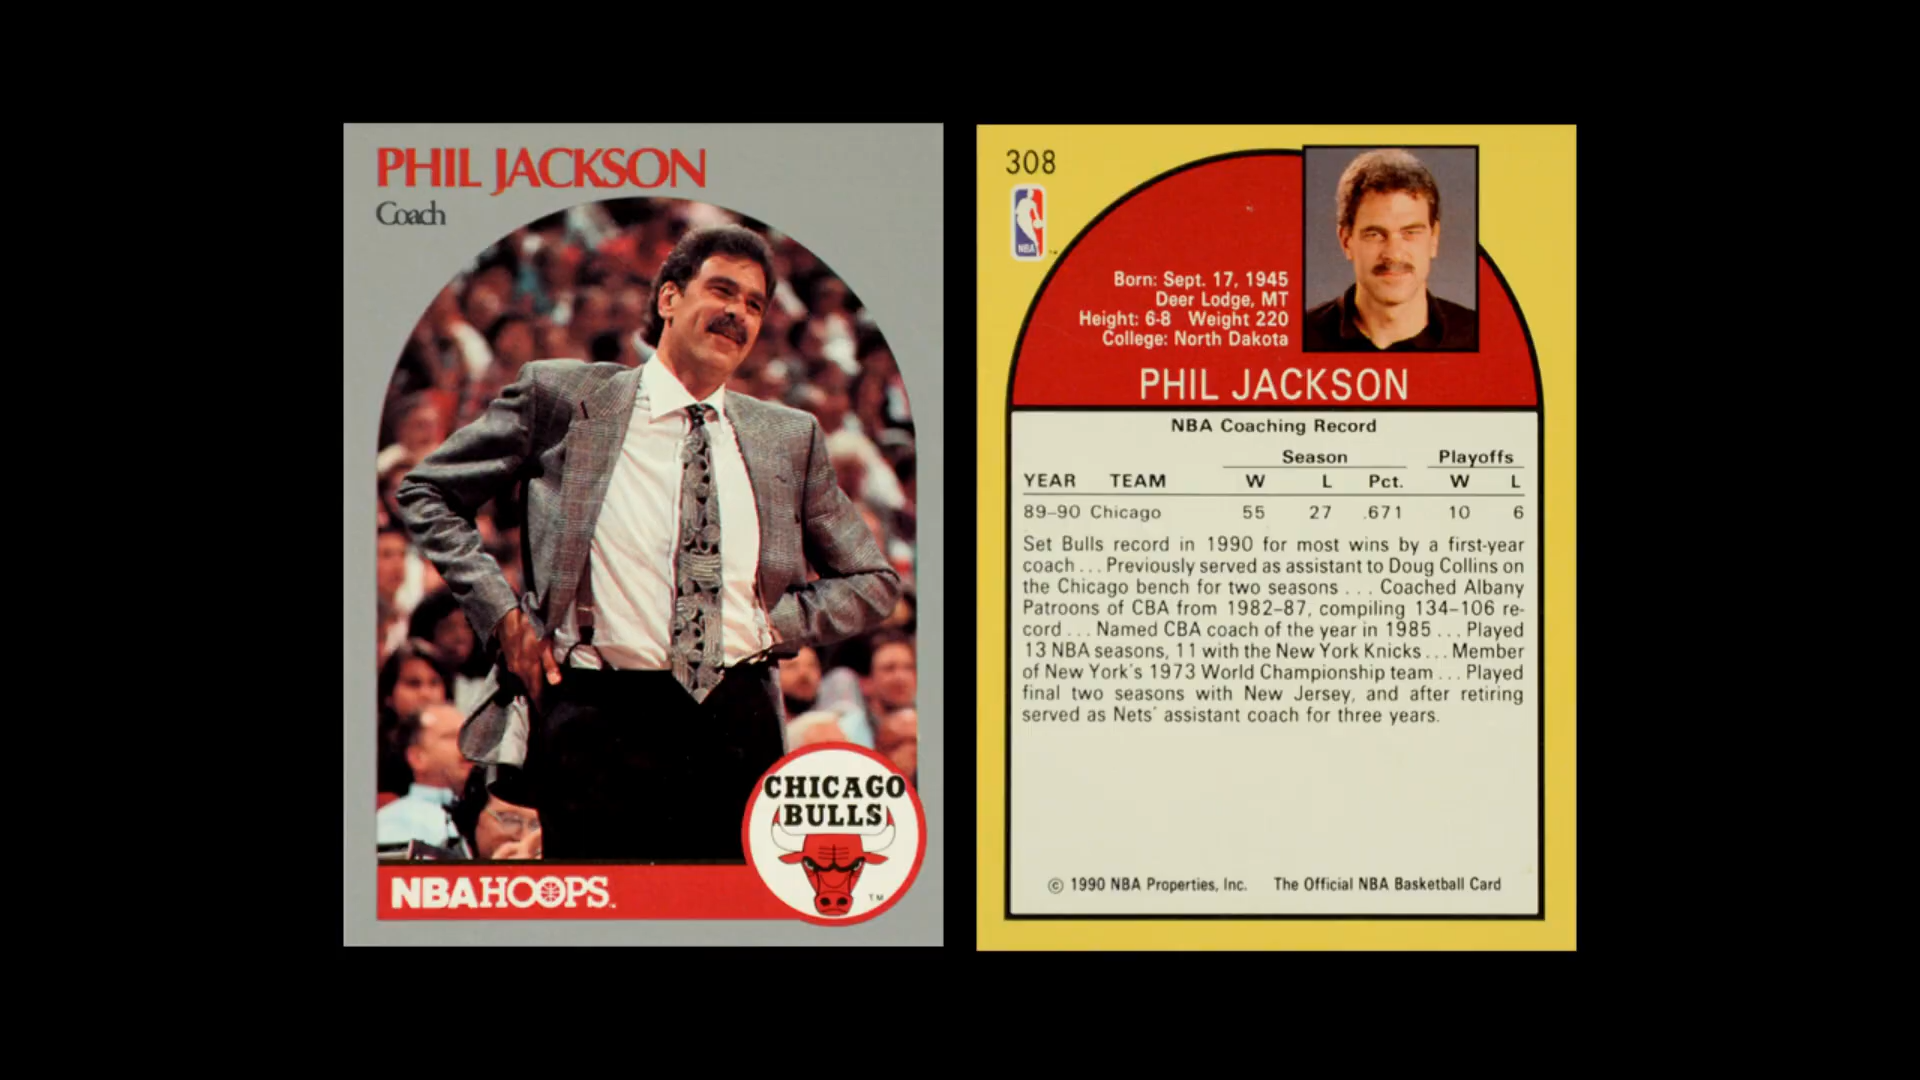 PHIL JACKSON
Coach
CHICAGO
BULLS
TM
NBA HOOPS.
308
NBA
Born: Sept. 17, 1945
Deer Lodge, MT
Height: 6-8 Weight 220
College: North Dakota
PHIL JACKSON
NBA Coaching Record
Season Playoffs
YEAR TEAM W L Pct. W L
89–90 Chicago 55 27 .671 10 6
Set Bulls record in 1990 for most wins by a first-year
coach . . . Previously served as assistant to Doug Collins on
the Chicago bench for two seasons . . . Coached Albany
Patroons of CBA from 1982–87, compiling 134–106 re-
cord . . . Named CBA coach of the year in 1985 . . . Played
13 NBA seasons, 11 with the New York Knicks . . . Member
of New York's 1973 World Championship team . . . Played
final two seasons with New Jersey, and after retiring
served as Nets' assistant coach for three years.
© 1990 NBA Properties, Inc. The Official NBA Basketball Card